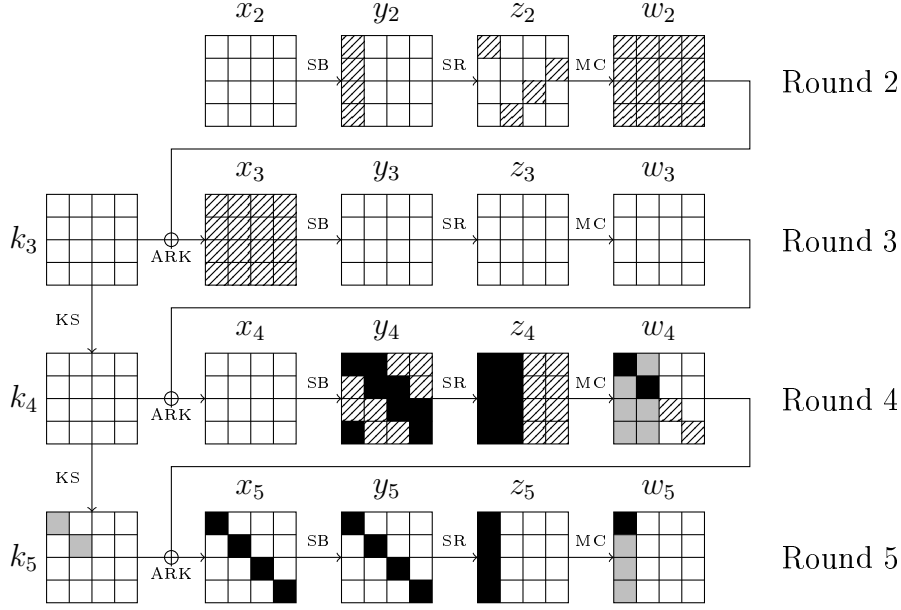 x2 y2 z2 w2
SB SR MC Round 2
x3 y3 z3 w3
k3 ARK SB SR MC Round 3
KS
x4 y4 z4 w4
k4 ARK SB SR MC Round 4
KS
x5 y5 z5 w5
k5 ARK SB SR MC Round 5